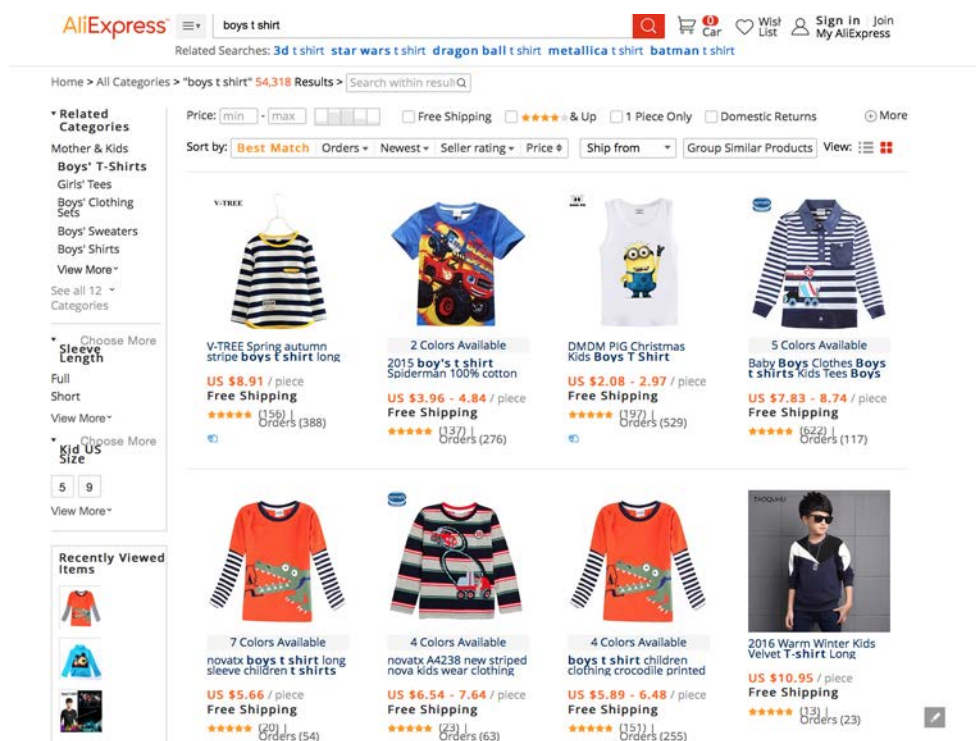 AliExpress
boys t shirt
0
Car
Wish
List
Sign in Join
My AliExpress
Related Searches: 3d t shirt star wars t shirt dragon ball t shirt metallica t shirt batman t shirt
Home > All Categories > "boys t shirt" 54,318 Results > Search within result
Related
Categories
Mother & Kids
Boys' T-Shirts
Girls' Tees
Boys' Clothing
Sets
Boys' Sweaters
Boys' Shirts
View More
See all 12
Categories
Choose More
Sleeve
Length
Full
Short
View More
Choose More
Kid US
Size
5 9
View More
Recently Viewed
Items
Price: min - max Free Shipping & Up 1 Piece Only Domestic Returns More
Sort by: Best Match Orders Newest Seller rating Price Ship from Group Similar Products View:
V-TREE
V-TREE Spring autumn
stripe boys t shirt long
US $8.91 / piece
Free Shipping
(156) |
Orders (388)
2 Colors Available
2015 boy's t shirt
Spiderman 100% cotton
US $3.96 - 4.84 / piece
Free Shipping
(137) |
Orders (276)
DMDM PIG Christmas
Kids Boys T Shirt
US $2.08 - 2.97 / piece
Free Shipping
(197) |
Orders (529)
5 Colors Available
Baby Boys Clothes Boys
t shirts Kids Tees Boys
US $7.83 - 8.74 / piece
Free Shipping
(622) |
Orders (117)
7 Colors Available
novatx boys t shirt long
sleeve children t shirts
US $5.66 / piece
Free Shipping
(20) |
Orders (54)
4 Colors Available
novatx A4238 new striped
nova kids wear clothing
US $6.54 - 7.64 / piece
Free Shipping
(23) |
Orders (63)
4 Colors Available
boys t shirt children
clothing crocodile printed
US $5.89 - 6.48 / piece
Free Shipping
(151) |
Orders (255)
TAOQUHU
2016 Warm Winter Kids
Velvet T-shirt Long
US $10.95 / piece
Free Shipping
(13) |
Orders (23)